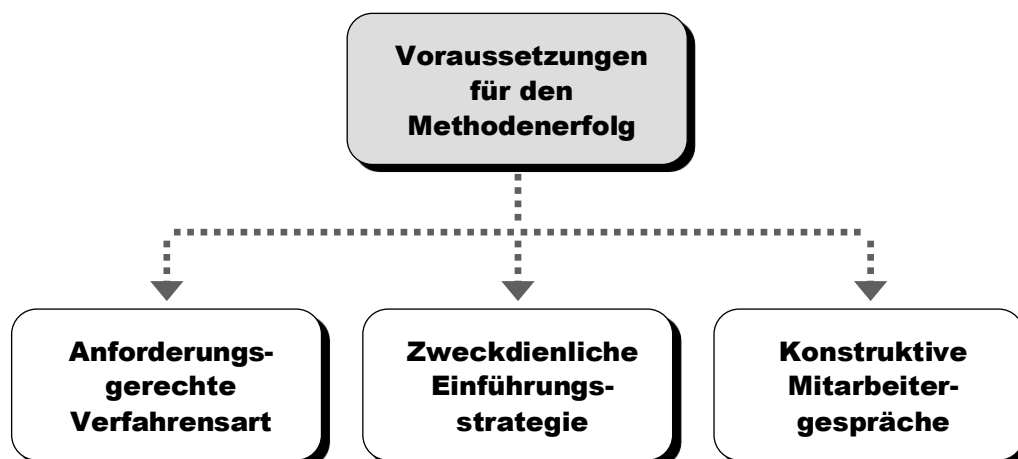 Voraussetzungen
für den
Methodenerfolg
Anforderungs-
gerechte
Verfahrensart
Zweckdienliche
Einführungs-
strategie
Konstruktive
Mitarbeiter-
gespräche